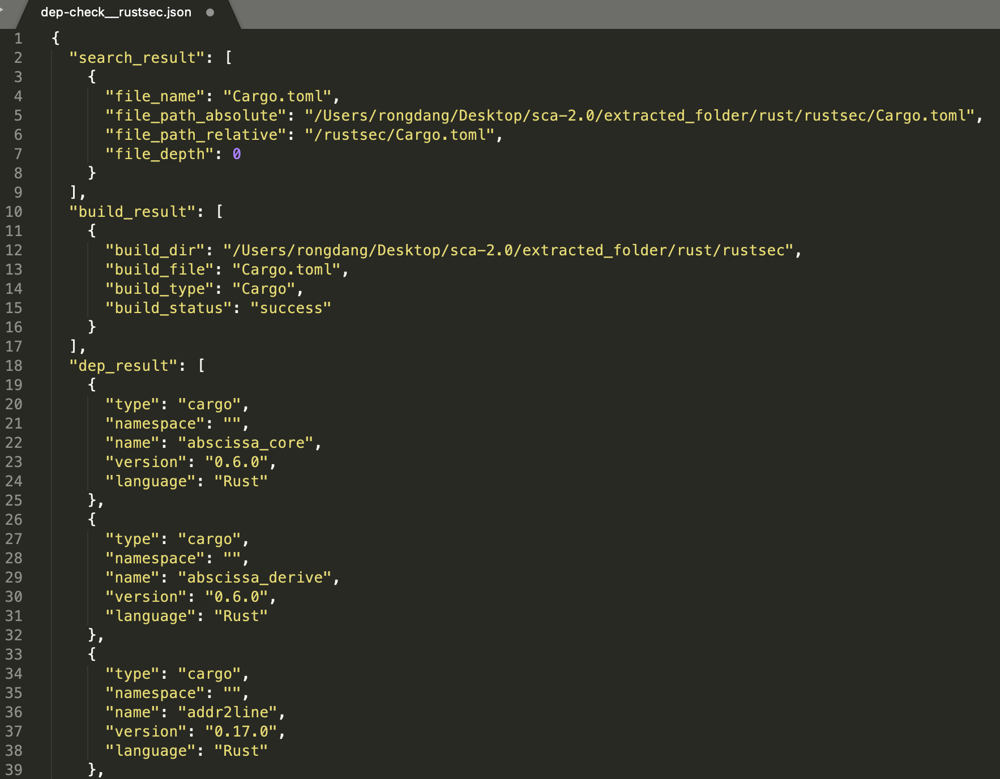 dep-check__rustsec.json
1 {
2 "search_result": [
3 {
4 "file_name": "Cargo.toml",
5 "file_path_absolute": "/Users/rongdang/Desktop/sca-2.0/extracted_folder/rust/rustsec/Cargo.toml",
6 "file_path_relative": "/rustsec/Cargo.toml",
7 "file_depth": 0
8 }
9 ],
10 "build_result": [
11 {
12 "build_dir": "/Users/rongdang/Desktop/sca-2.0/extracted_folder/rust/rustsec",
13 "build_file": "Cargo.toml",
14 "build_type": "Cargo",
15 "build_status": "success"
16 }
17 ],
18 "dep_result": [
19 {
20 "type": "cargo",
21 "namespace": "",
22 "name": "abscissa_core",
23 "version": "0.6.0",
24 "language": "Rust"
25 },
26 {
27 "type": "cargo",
28 "namespace": "",
29 "name": "abscissa_derive",
30 "version": "0.6.0",
31 "language": "Rust"
32 },
33 {
34 "type": "cargo",
35 "namespace": "",
36 "name": "addr2line",
37 "version": "0.17.0",
38 "language": "Rust"
39 },